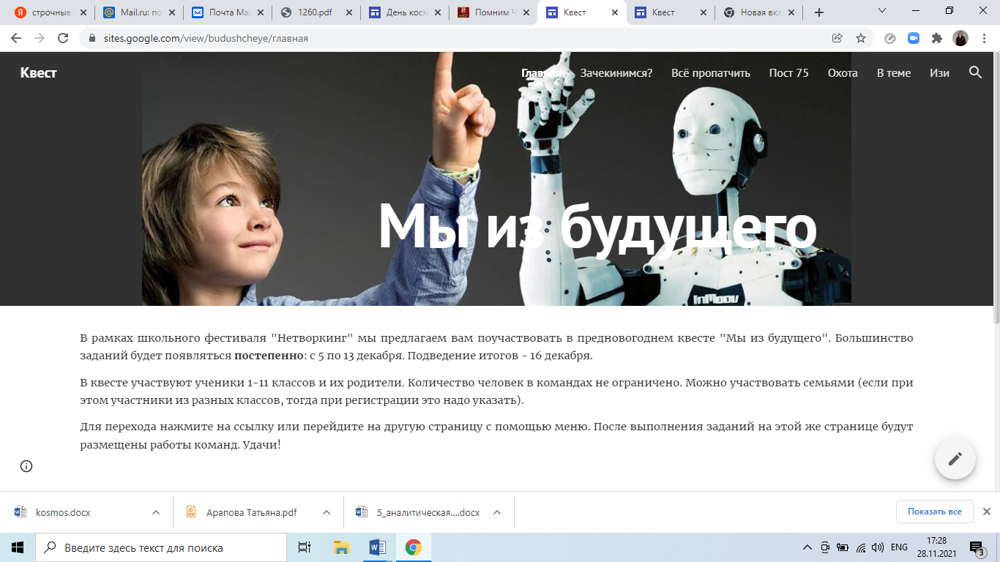 строчные
Mail.ru: по
Почта Mai
1260.pdf
День косм
Помним Ч
Квест
Квест
Новая вкл
sites.google.com/view/budushcheye/главная
Квест
Главная
Зачекинимся?
Всё пропатчить
Пост 75
Охота
В теме
Изи
Мы из будущего
InMoov
В рамках школьного фестиваля "Нетворкинг" мы предлагаем вам поучаствовать в предновогоднем квесте "Мы из будущего". Большинство
заданий будет появляться постепенно: с 5 по 13 декабря. Подведение итогов - 16 декабря.
В квесте участвуют ученики 1-11 классов и их родители. Количество человек в командах не ограничено. Можно участвовать семьями (если при
этом участники из разных классов, тогда при регистрации это надо указать).
Для перехода нажмите на ссылку или перейдите на другую страницу с помощью меню. После выполнения заданий на этой же странице будут
размещены работы команд. Удачи!
kosmos.docx
Арапова Татьяна.pdf
5_аналитическая....docx
Показать все
Введите здесь текст для поиска
ENG
17:28
28.11.2021
3